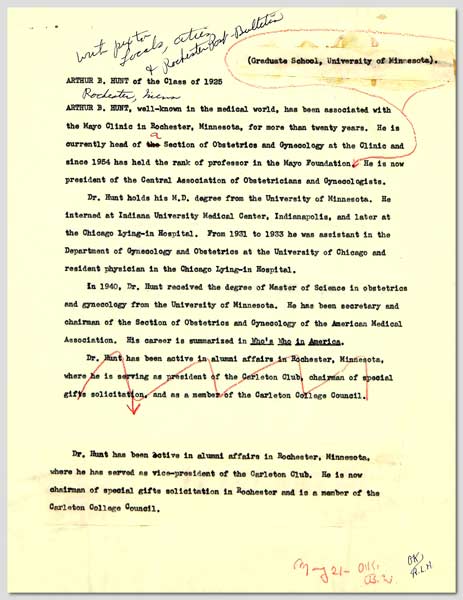 writ pixto
Locals, cities
& Rochester Post-Bulletin
(Graduate School, University of Minnesota).
ARTHUR B. HUNT of the Class of 1925
Rochester, Minn
ARTHUR B. HUNT, well-known in the medical world, has been associated with
the Mayo Clinic in Rochester, Minnesota, for more than twenty years. He is
a
currently head of the Section of Obstetrics and Gynecology at the Clinic and
since 1954 has held the rank of professor in the Mayo Foundation. He is now
president of the Central Association of Obstetricians and Gynecologists.
Dr. Hunt holds his M.D. degree from the University of Minnesota. He
interned at Indiana University Medical Center, Indianapolis, and later at
the Chicago Lying-in Hospital. From 1931 to 1933 he was assistant in the
Department of Gynecology and Obstetrics at the University of Chicago and
resident physician in the Chicago Lying-in Hospital.
In 1940, Dr. Hunt received the degree of Master of Science in obstetrics
and gynecology from the University of Minnesota. He has been secretary and
chairman of the Section of Obstetrics and Gynecology of the American Medical
Association. His career is summarized in Who's Who in America.
Dr. Hunt has been active in alumni affairs in Rochester, Minnesota,
where he is serving as president of the Carleton Club, chairman of special
gifts solicitation, and as a member of the Carleton College Council.
Dr. Hunt has been active in alumni affairs in Rochester, Minnesota,
where he has served as vice-president of the Carleton Club. He is now
chairman of special gifts solicitation in Rochester and is a member of the
Carleton College Council.
May 21- OK.
B.W.
OK,
A.L.H.